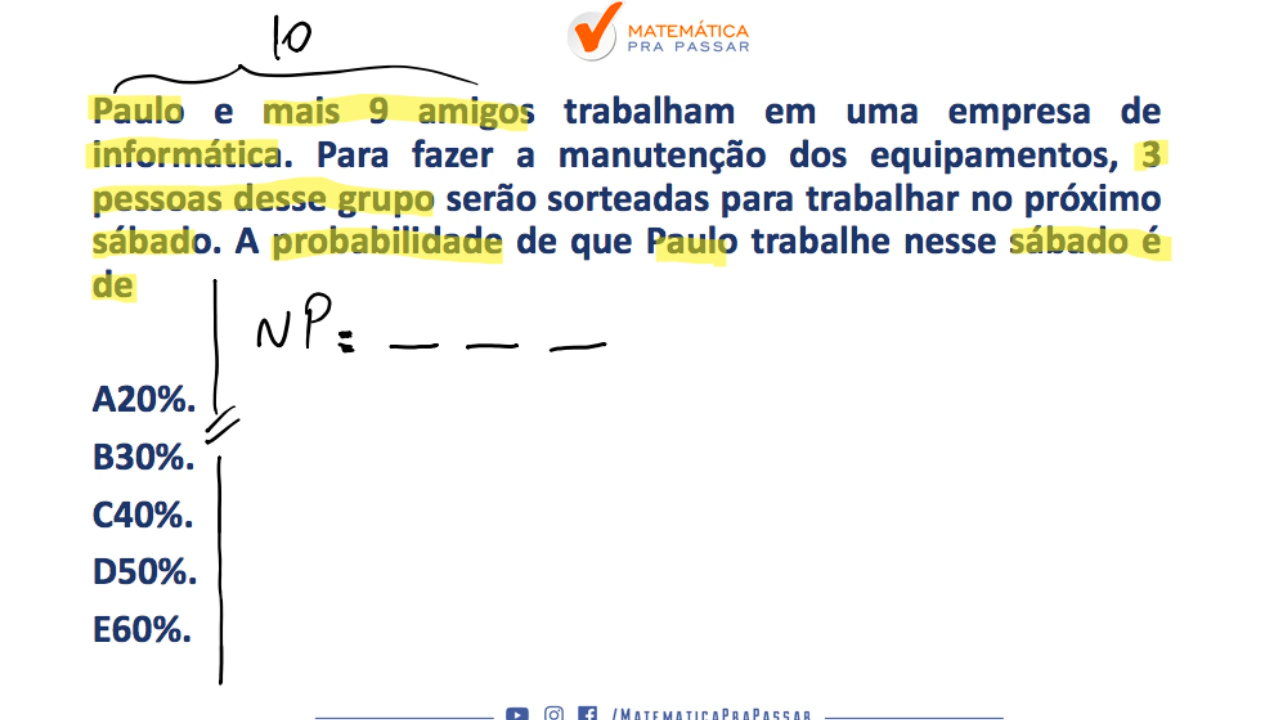 10
MATEMÁTICA
PRA PASSAR
Paulo e mais 9 amigos trabalham em uma empresa de
informática. Para fazer a manutenção dos equipamentos, 3
pessoas desse grupo serão sorteadas para trabalhar no próximo
sábado. A probabilidade de que Paulo trabalhe nesse sábado é
de
NP= _ _ _
A20%.
B30%.
C40%.
D50%.
E60%.
/MATEMATICAPRAPASSAR